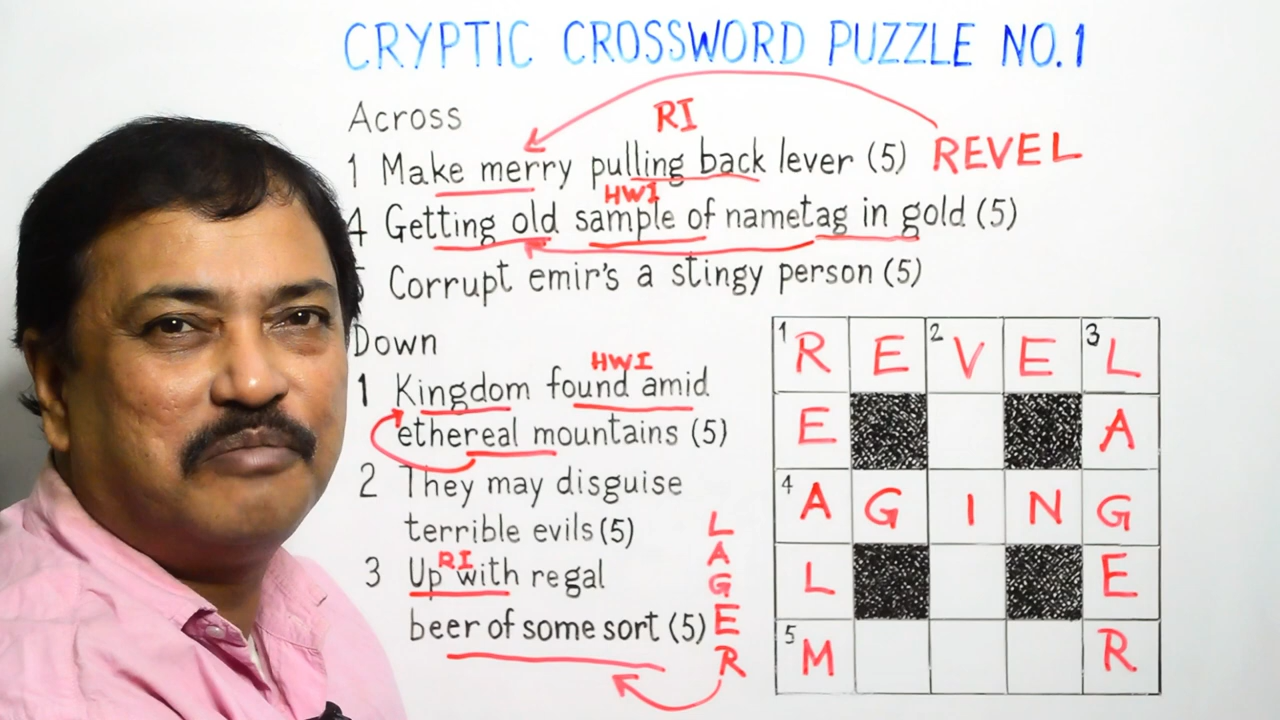 CRYPTIC CROSSWORD PUZZLE NO.1
Across
RI
1 Make merry pulling back lever (5) REVEL
HWI
4 Getting old sample of nametag in gold (5)
5 Corrupt emir's a stingy person (5)
Down
HWI
1 Kingdom found amid
ethereal mountains (5)
2 They may disguise
terrible evils (5)
RI
3 Up with regal
beer of some sort (5)
L
A
G
E
R
1 R E 2 V E 3 L
E A
4 A G I N G
L E
5 M R